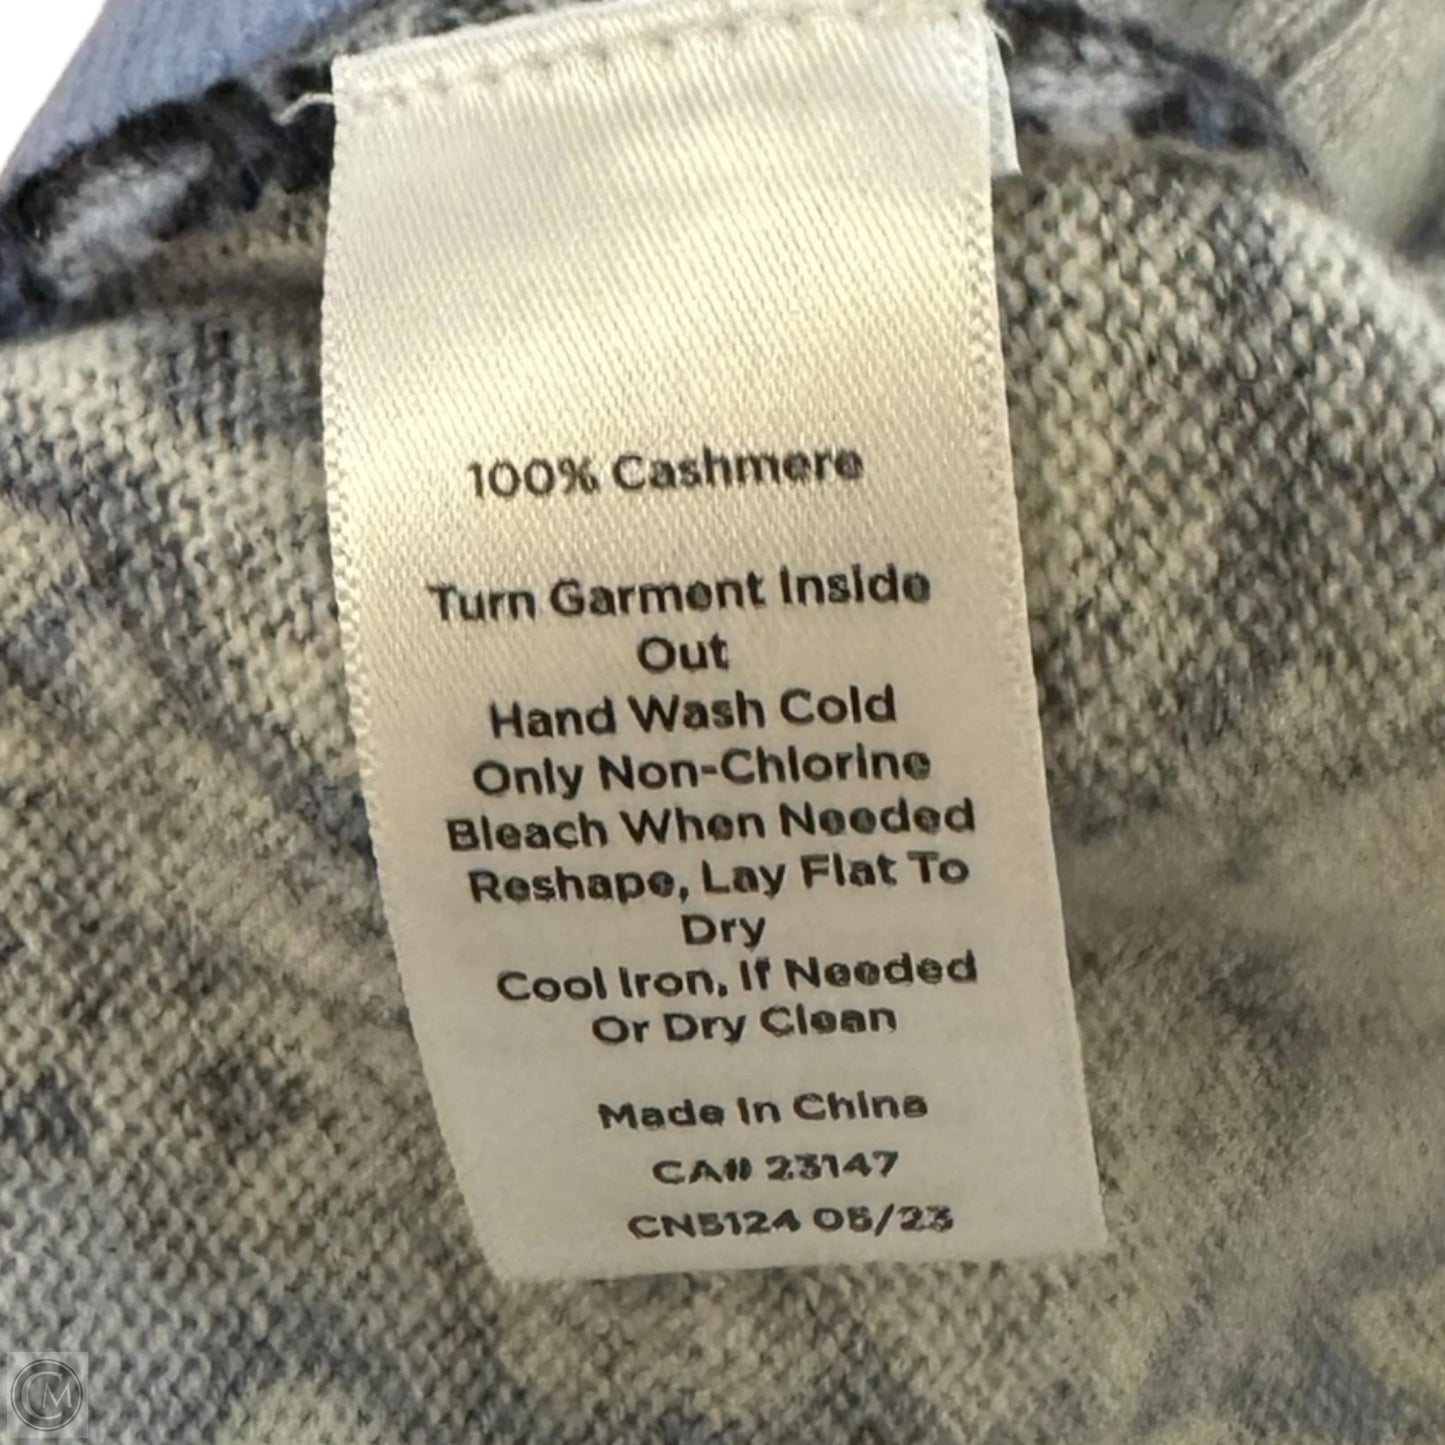 100% Cashmere
Turn Garment Inside
Out
Hand Wash Cold
Only Non-Chlorine
Bleach When Needed
Reshape, Lay Flat To
Dry
Cool Iron, If Needed
Or Dry Clean
Made In China
CA# 23147
CN5124 05/23
CM